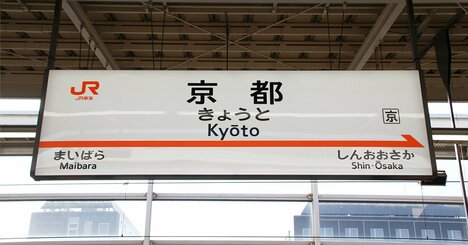 JR
JR東海
京都
きょうと
Kyōto
京
まいばら
Maibara
しんおおさか
Shin-Ōsaka